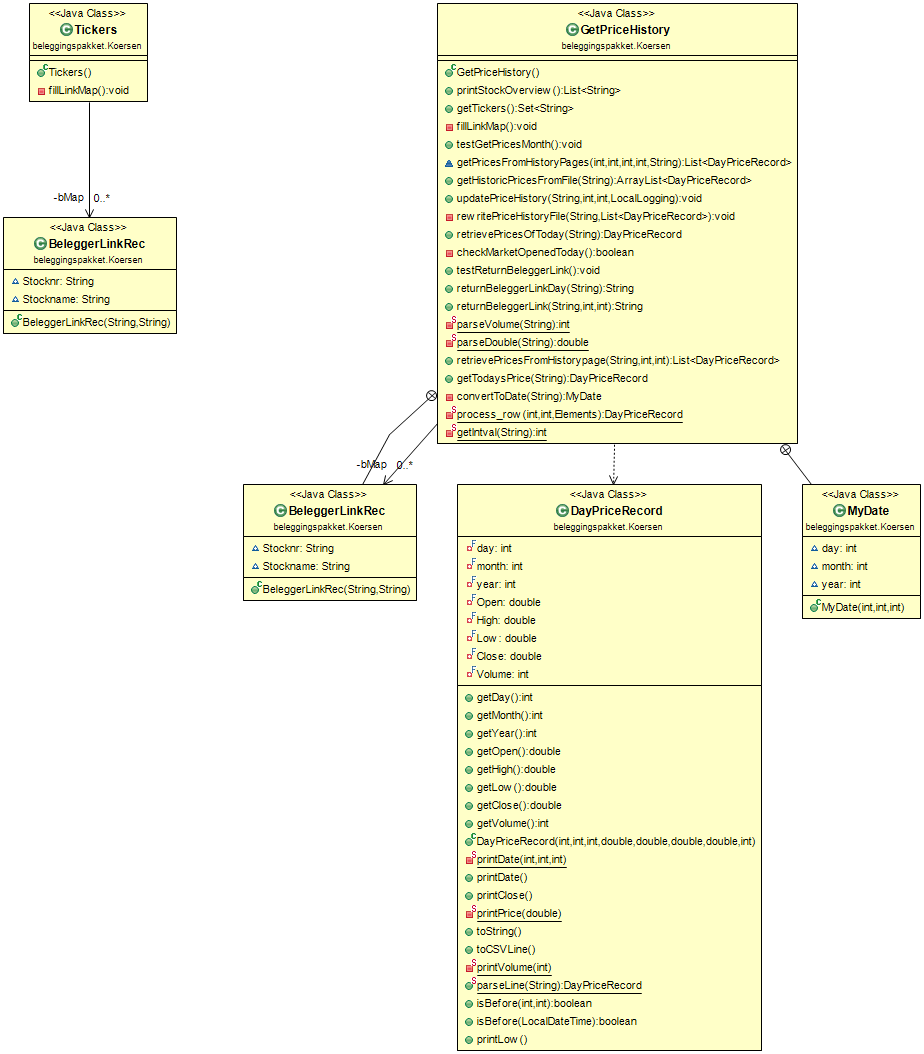 <<Java Class>>
Tickers
beleggingspakket.Koersen
Tickers()
fillLinkMap():void
-bMap 0..*
<<Java Class>>
BeleggerLinkRec
beleggingspakket.Koersen
Stocknr: String
Stockname: String
BeleggerLinkRec(String,String)
<<Java Class>>
GetPriceHistory
beleggingspakket.Koersen
GetPriceHistory()
printStockOverview():List<String>
getTickers():Set<String>
fillLinkMap():void
testGetPricesMonth():void
getPricesFromHistoryPages(int,int,int,int,String):List<DayPriceRecord>
getHistoricPricesFromFile(String):ArrayList<DayPriceRecord>
updatePriceHistory(String,int,int,LocalLogging):void
rewritePriceHistoryFile(String,List<DayPriceRecord>):void
retrievePricesOfToday(String):DayPriceRecord
checkMarketOpenedToday():boolean
testReturnBeleggerLink():void
returnBeleggerLinkDay(String):String
returnBeleggerLink(String,int,int):String
parseVolume(String):int
parseDouble(String):double
retrievePricesFromHistorypage(String,int,int):List<DayPriceRecord>
getTodaysPrice(String):DayPriceRecord
convertToDate(String):MyDate
process_row(int,int,Elements):DayPriceRecord
getIntval(String):int
-bMap 0..*
<<Java Class>>
BeleggerLinkRec
beleggingspakket.Koersen
Stocknr: String
Stockname: String
BeleggerLinkRec(String,String)
<<Java Class>>
DayPriceRecord
beleggingspakket.Koersen
day: int
month: int
year: int
Open: double
High: double
Low: double
Close: double
Volume: int
getDay():int
getMonth():int
getYear():int
getOpen():double
getHigh():double
getLow():double
getClose():double
getVolume():int
DayPriceRecord(int,int,int,double,double,double,double,int)
printDate(int,int,int)
printDate()
printClose()
printPrice(double)
toString()
toCSVLine()
printVolume(int)
parseLine(String):DayPriceRecord
isBefore(int,int):boolean
isBefore(LocalDateTime):boolean
printLow()
<<Java Class>>
MyDate
beleggingspakket.Koersen
day: int
month: int
year: int
MyDate(int,int,int)